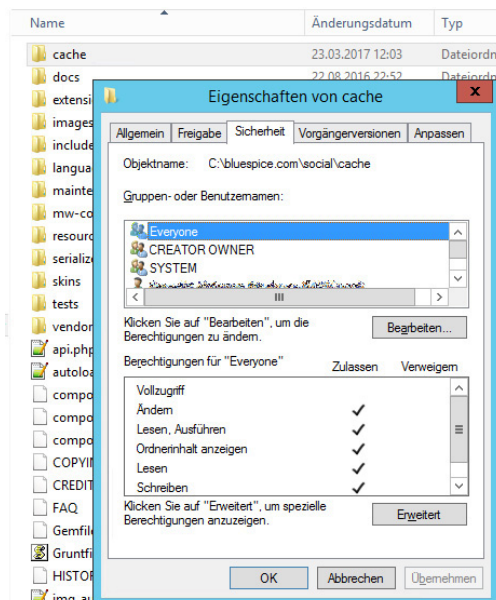 Name Änderungsdatum Typ
cache 23.03.2017 12:03 Dateiordn
docs 22.08.2016 22:52 Dateiordn
extensi
images
include
langua
mainte
mw-co
resourc
serialize
skins
tests
vendor
api.php
autoloa
compo
compo
compo
COPYIN
CREDIT
FAQ
Gemfile
Gruntfi
HISTOR
img_au
Eigenschaften von cache
x
Allgemein Freigabe Sicherheit Vorgängerversionen Anpassen
Objektname: C:\bluespice.com\social\cache
Gruppen- oder Benutzernamen:
Everyone
CREATOR OWNER
SYSTEM
Klicken Sie auf "Bearbeiten", um die
Berechtigungen zu ändern.
Bearbeiten...
Berechtigungen für "Everyone" Zulassen Verweigern
Vollzugriff
Ändern
Lesen, Ausführen
Ordnerinhalt anzeigen
Lesen
Schreiben
Klicken Sie auf "Erweitert", um spezielle
Berechtigungen anzuzeigen.
Erweitert
OK Abbrechen Übernehmen